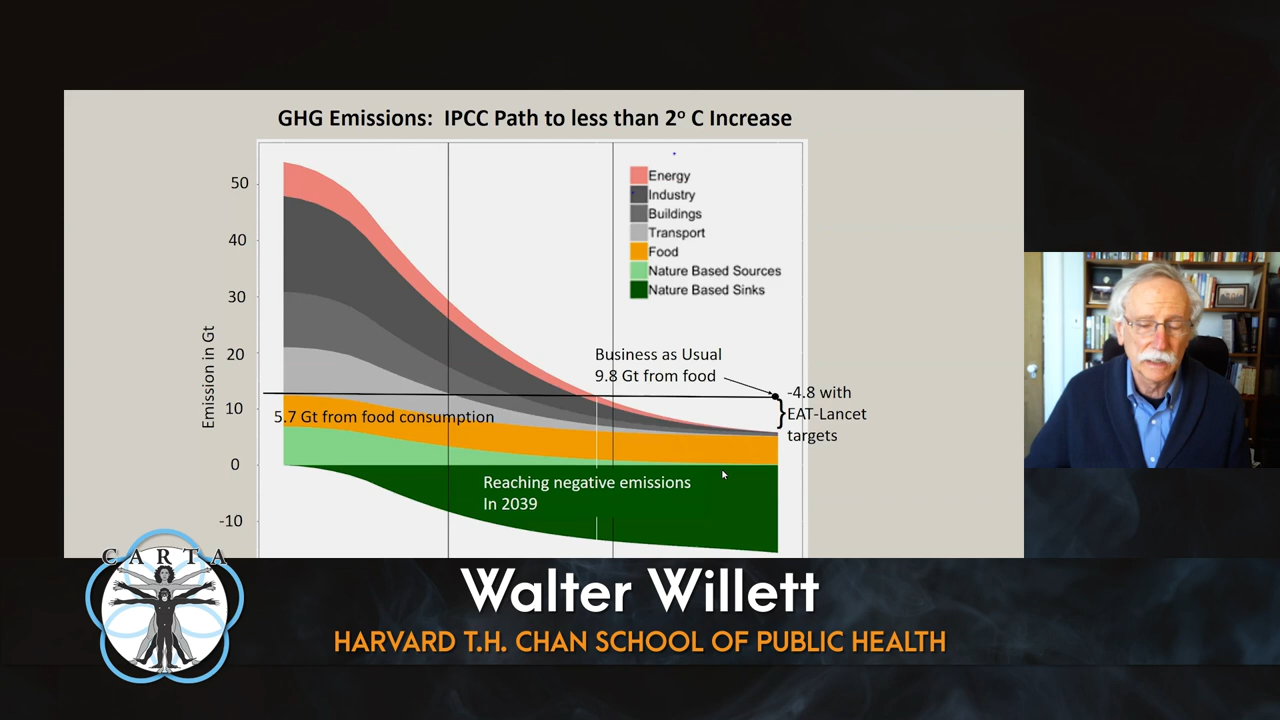 GHG Emissions: IPCC Path to less than 2º C Increase
Emission in Gt
50
40
30
20
10
0
-10
Energy
Industry
Buildings
Transport
Food
Nature Based Sources
Nature Based Sinks
Business as Usual
9.8 Gt from food
-4.8 with
EAT-Lancet
targets
5.7 Gt from food consumption
Reaching negative emissions
In 2039
CARTA
Walter Willett
HARVARD T.H. CHAN SCHOOL OF PUBLIC HEALTH